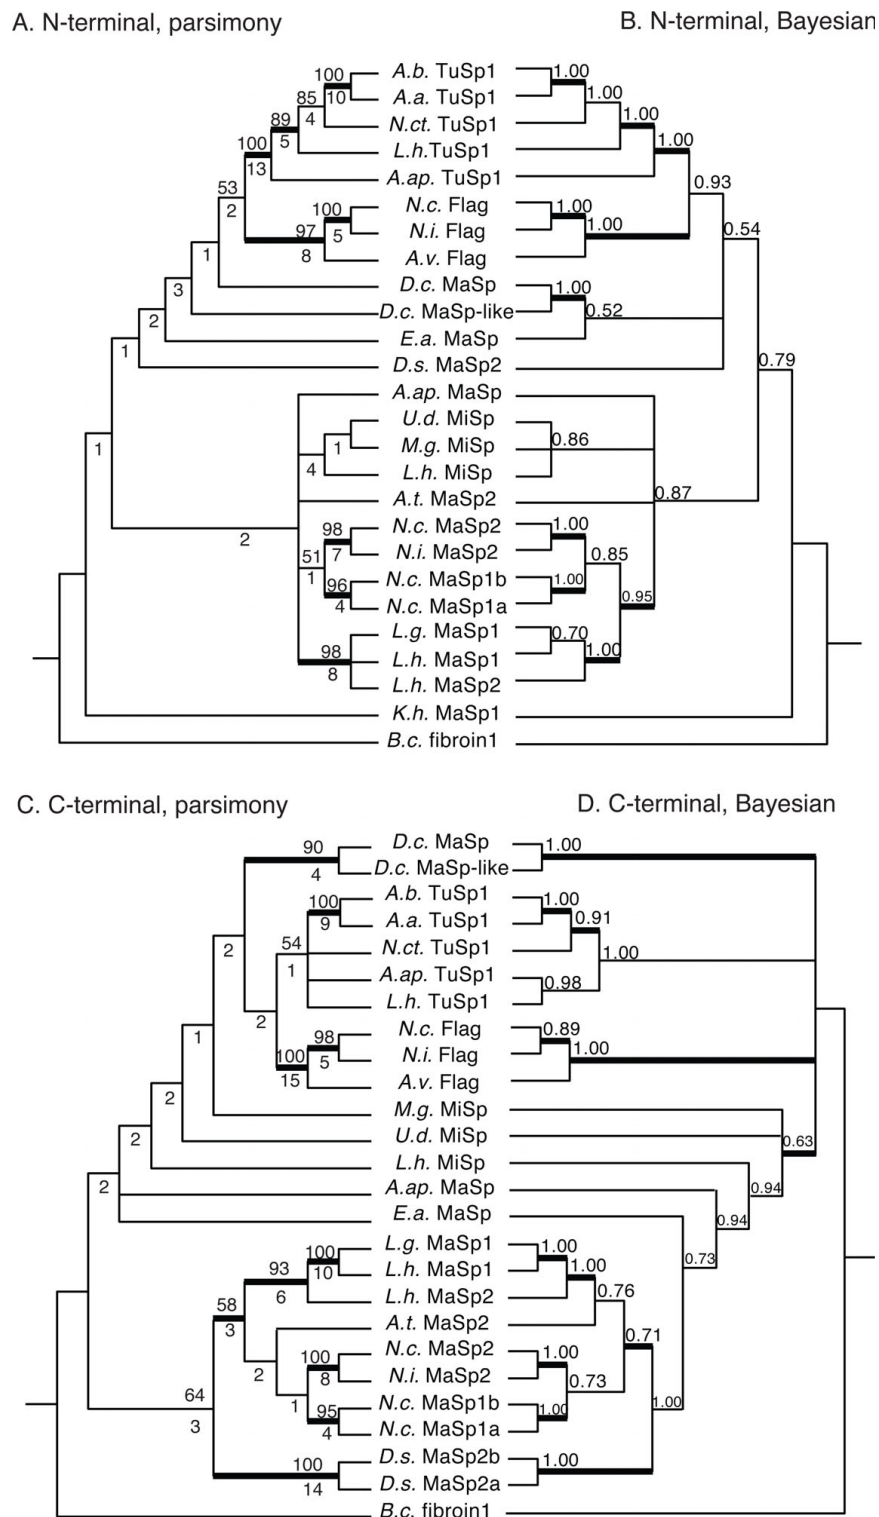 A. N-terminal, parsimony
B. N-terminal, Bayesian
100 A.b. TuSp1 1.00
85 10 A.a. TuSp1 1.00
89 4 N.ct. TuSp1 1.00
100 5 L.h.TuSp1 1.00
13 A.ap. TuSp1
53 0.93
2 100 N.c. Flag 1.00
97 5 N.i. Flag 1.00 0.54
1 8 A.v. Flag
3 D.c. MaSp 1.00
2 D.c. MaSp-like 0.52
1 E.a. MaSp
D.s. MaSp2 0.79
A.ap. MaSp
U.d. MiSp
1 1 M.g. MiSp 0.86
4 L.h. MiSp
A.t. MaSp2 0.87
2 98 N.c. MaSp2 1.00
51 7 N.i. MaSp2 0.85
1 96 N.c. MaSp1b 1.00
4 N.c. MaSp1a 0.95
L.g. MaSp1 0.70
98 L.h. MaSp1 1.00
8 L.h. MaSp2
K.h. MaSp1
B.c. fibroin1
C. C-terminal, parsimony
D. C-terminal, Bayesian
90 D.c. MaSp 1.00
4 D.c. MaSp-like
100 A.b. TuSp1 1.00
9 A.a. TuSp1 0.91
2 54 N.ct. TuSp1 1.00
1 A.ap. TuSp1 0.98
L.h. TuSp1
2 98 N.c. Flag 0.89
1 100 5 N.i. Flag 1.00
15 A.v. Flag
2 M.g. MiSp
2 U.d. MiSp 0.63
L.h. MiSp
2 A.ap. MaSp 0.94
E.a. MaSp 0.94
100 L.g. MaSp1 1.00 0.73
93 10 L.h. MaSp1 1.00
6 L.h. MaSp2 0.76
58 3 A.t. MaSp2 0.71
100 N.c. MaSp2 1.00
2 8 N.i. MaSp2 0.73
64 1 95 N.c. MaSp1b 1.00 1.00
3 4 N.c. MaSp1a
100 D.s. MaSp2b 1.00
14 D.s. MaSp2a
B.c. fibroin1